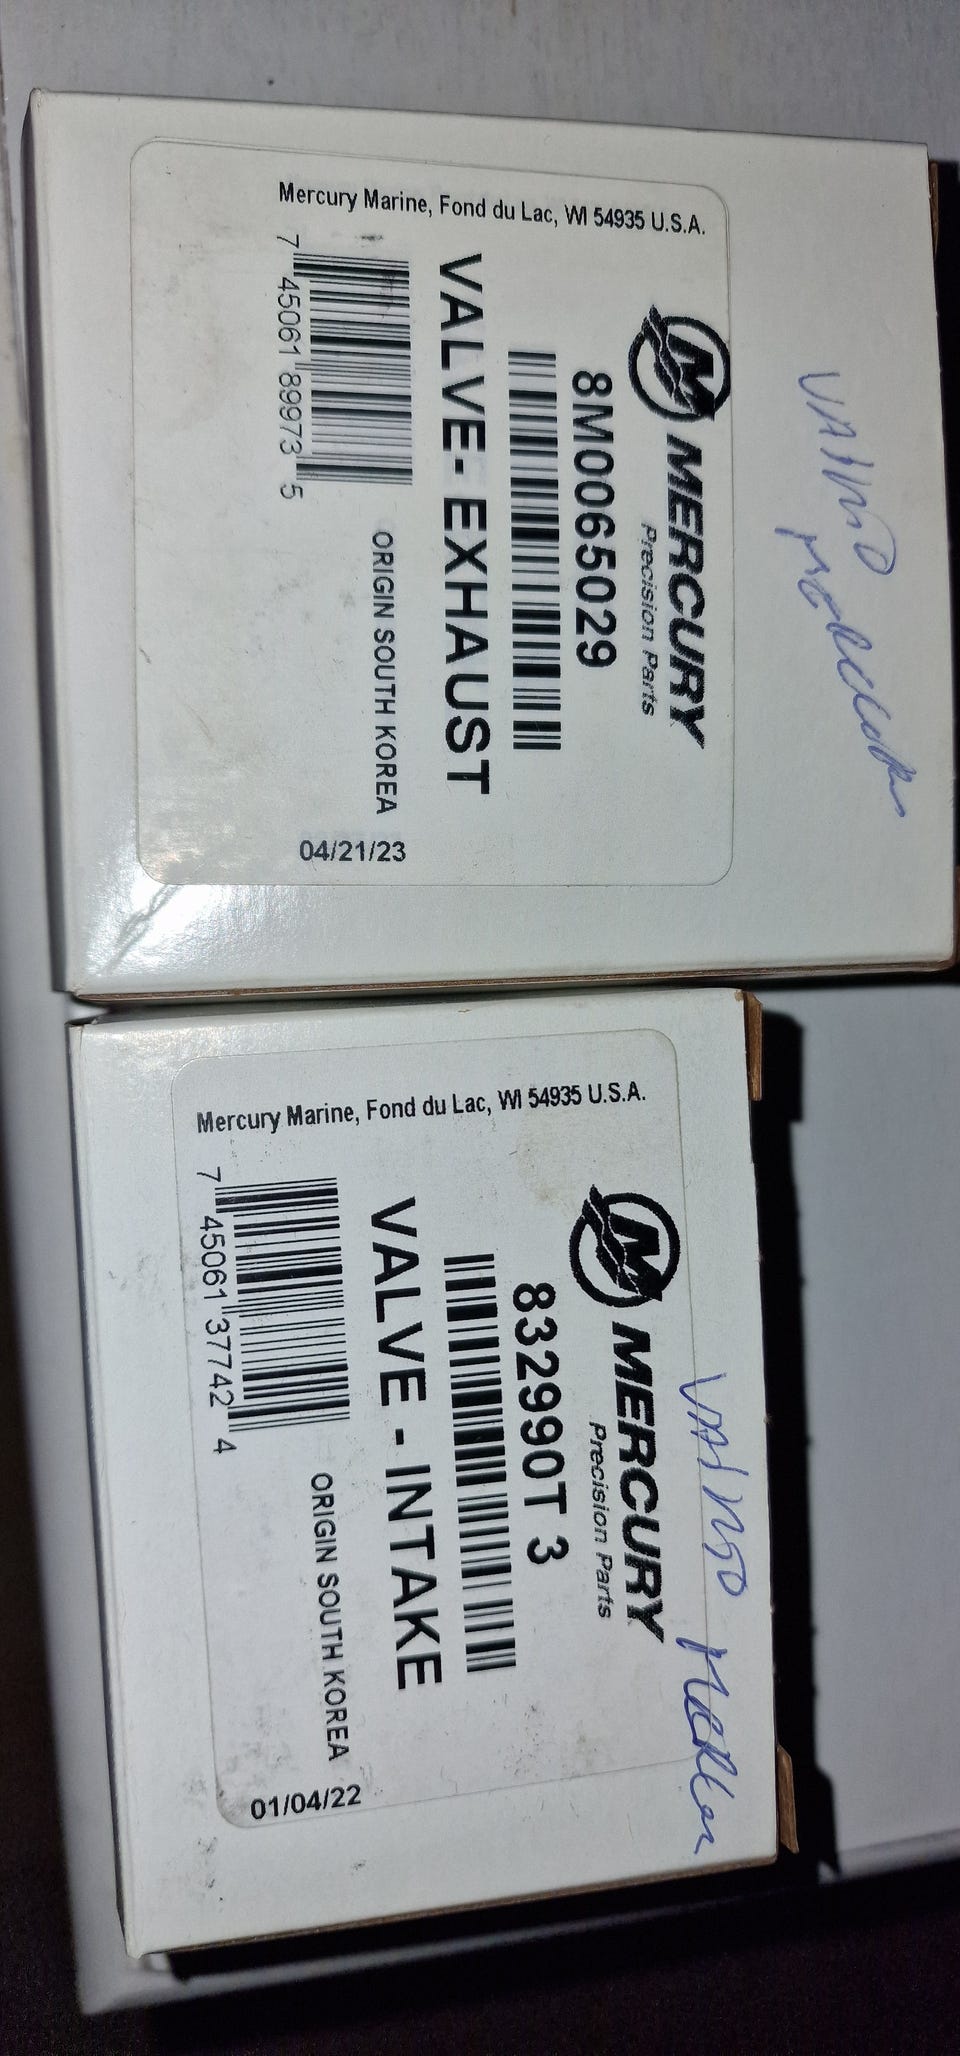 MERCURY
Precision Parts
8M0065029
VALVE- EXHAUST
ORIGIN SOUTH KOREA
7 45061 89973 5
Mercury Marine, Fond du Lac, WI 54935 U.S.A.
04/21/23
MERCURY
Precision Parts
832990T 3
VALVE - INTAKE
ORIGIN SOUTH KOREA
7 45061 37742 4
Mercury Marine, Fond du Lac, WI 54935 U.S.A.
01/04/22